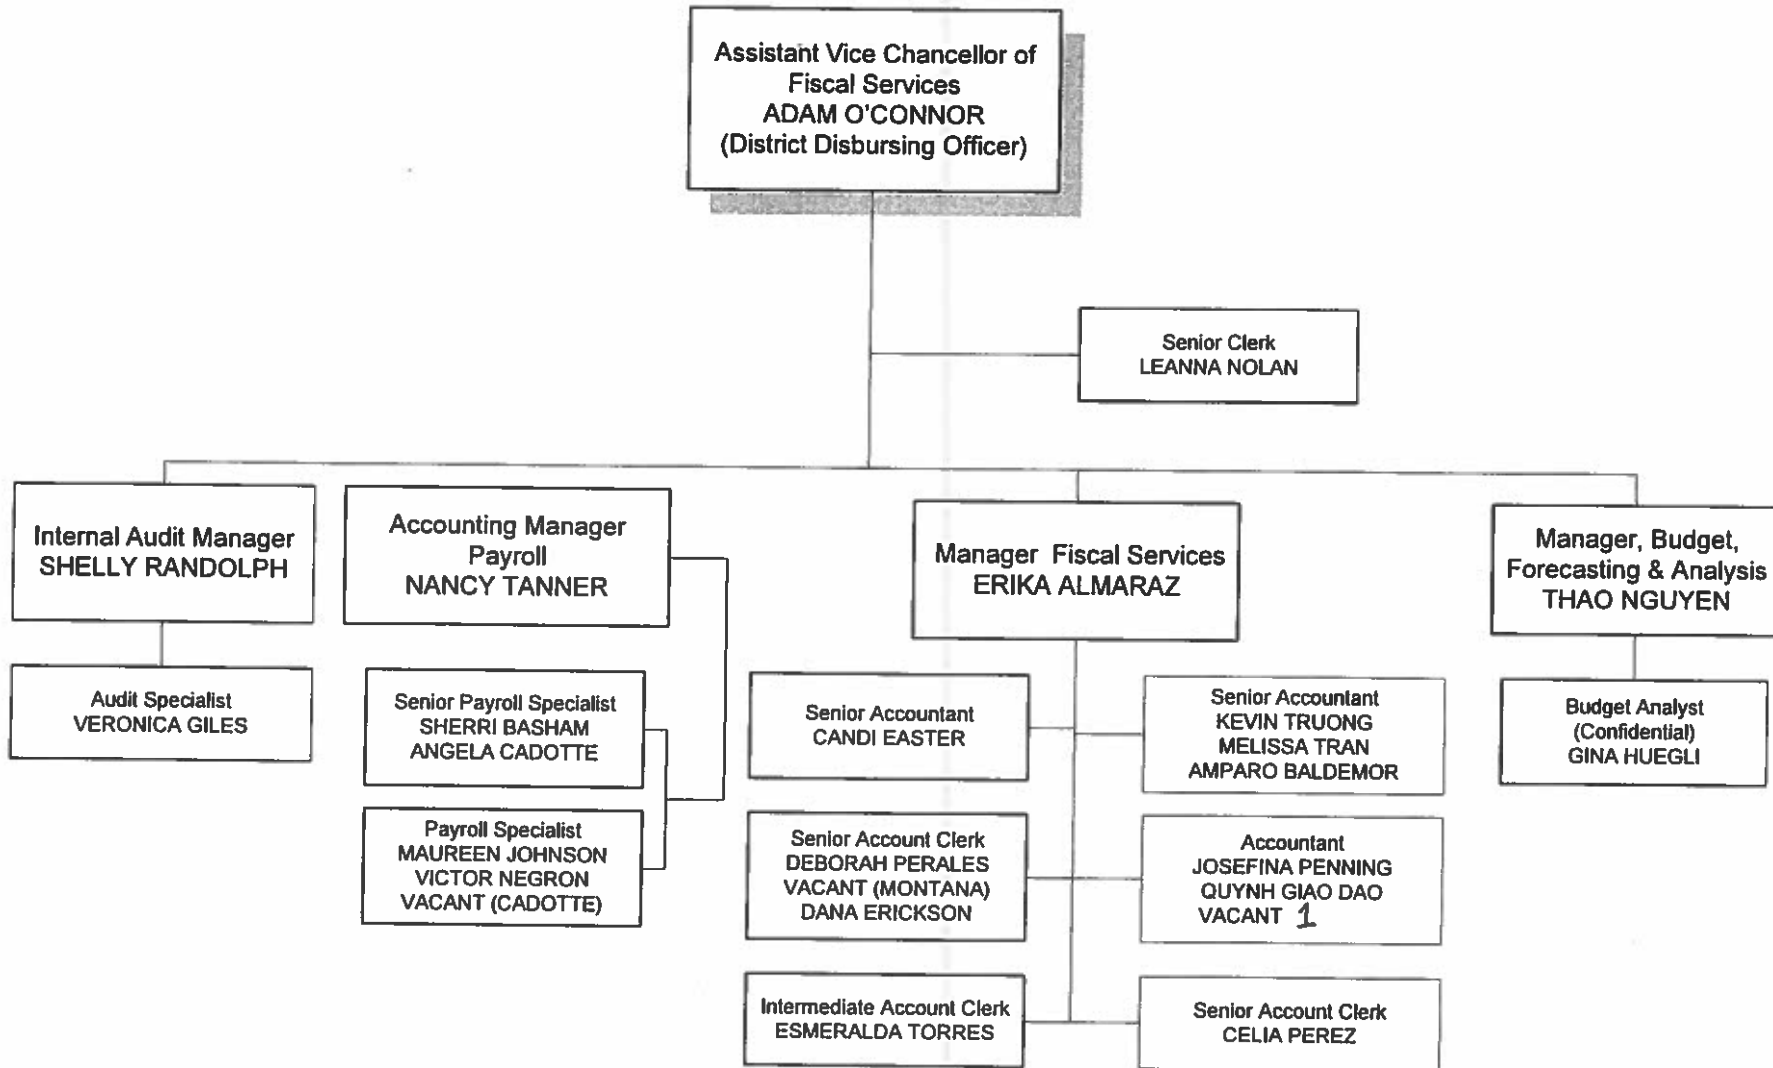 Assistant Vice Chancellor of
Fiscal Services
ADAM O'CONNOR
(District Disbursing Officer)
Senior Clerk
LEANNA NOLAN
Internal Audit Manager
SHELLY RANDOLPH
Accounting Manager
Payroll
NANCY TANNER
Manager Fiscal Services
ERIKA ALMARAZ
Manager, Budget,
Forecasting & Analysis
THAO NGUYEN
Audit Specialist
VERONICA GILES
Senior Payroll Specialist
SHERRI BASHAM
ANGELA CADOTTE
Senior Accountant
CANDI EASTER
Senior Accountant
KEVIN TRUONG
MELISSA TRAN
AMPARO BALDEMOR
Budget Analyst
(Confidential)
GINA HUEGLI
Payroll Specialist
MAUREEN JOHNSON
VICTOR NEGRON
VACANT (CADOTTE)
Senior Account Clerk
DEBORAH PERALES
VACANT (MONTANA)
DANA ERICKSON
Accountant
JOSEFINA PENNING
QUYNH GIAO DAO
VACANT 1
Intermediate Account Clerk
ESMERALDA TORRES
Senior Account Clerk
CELIA PEREZ